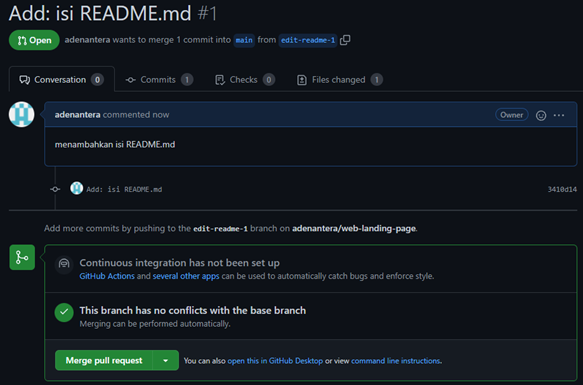 Add: isi README.md #1
Open adenantera wants to merge 1 commit into main from edit-readme-1
Conversation 0 Commits 1 Checks 0 Files changed 1
adenantera commented now Owner
menambahkan isi README.md
Add: isi README.md 3410d14
Add more commits by pushing to the edit-readme-1 branch on adenantera/web-landing-page.
Continuous integration has not been set up
GitHub Actions and several other apps can be used to automatically catch bugs and enforce style.
This branch has no conflicts with the base branch
Merging can be performed automatically.
Merge pull request You can also open this in GitHub Desktop or view command line instructions.